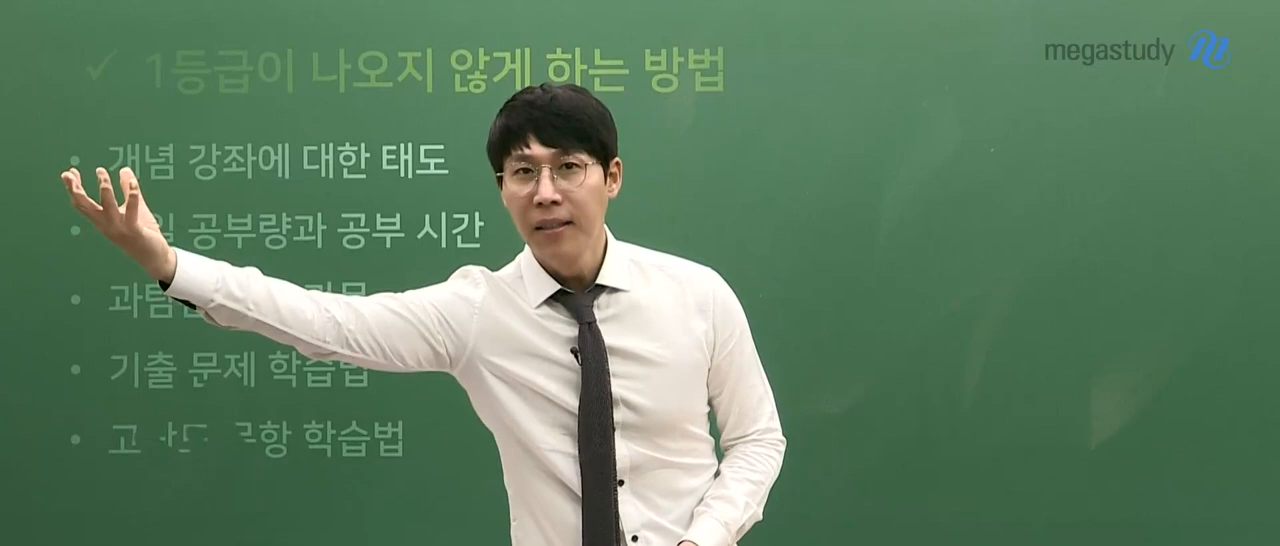 megastudy
✓ 1등급이 나오지 않게 하는 방법
• 개념 강좌에 대한 태도
• 공부량과 공부 시간
•
• 기출 문제 학습법
• 학습법